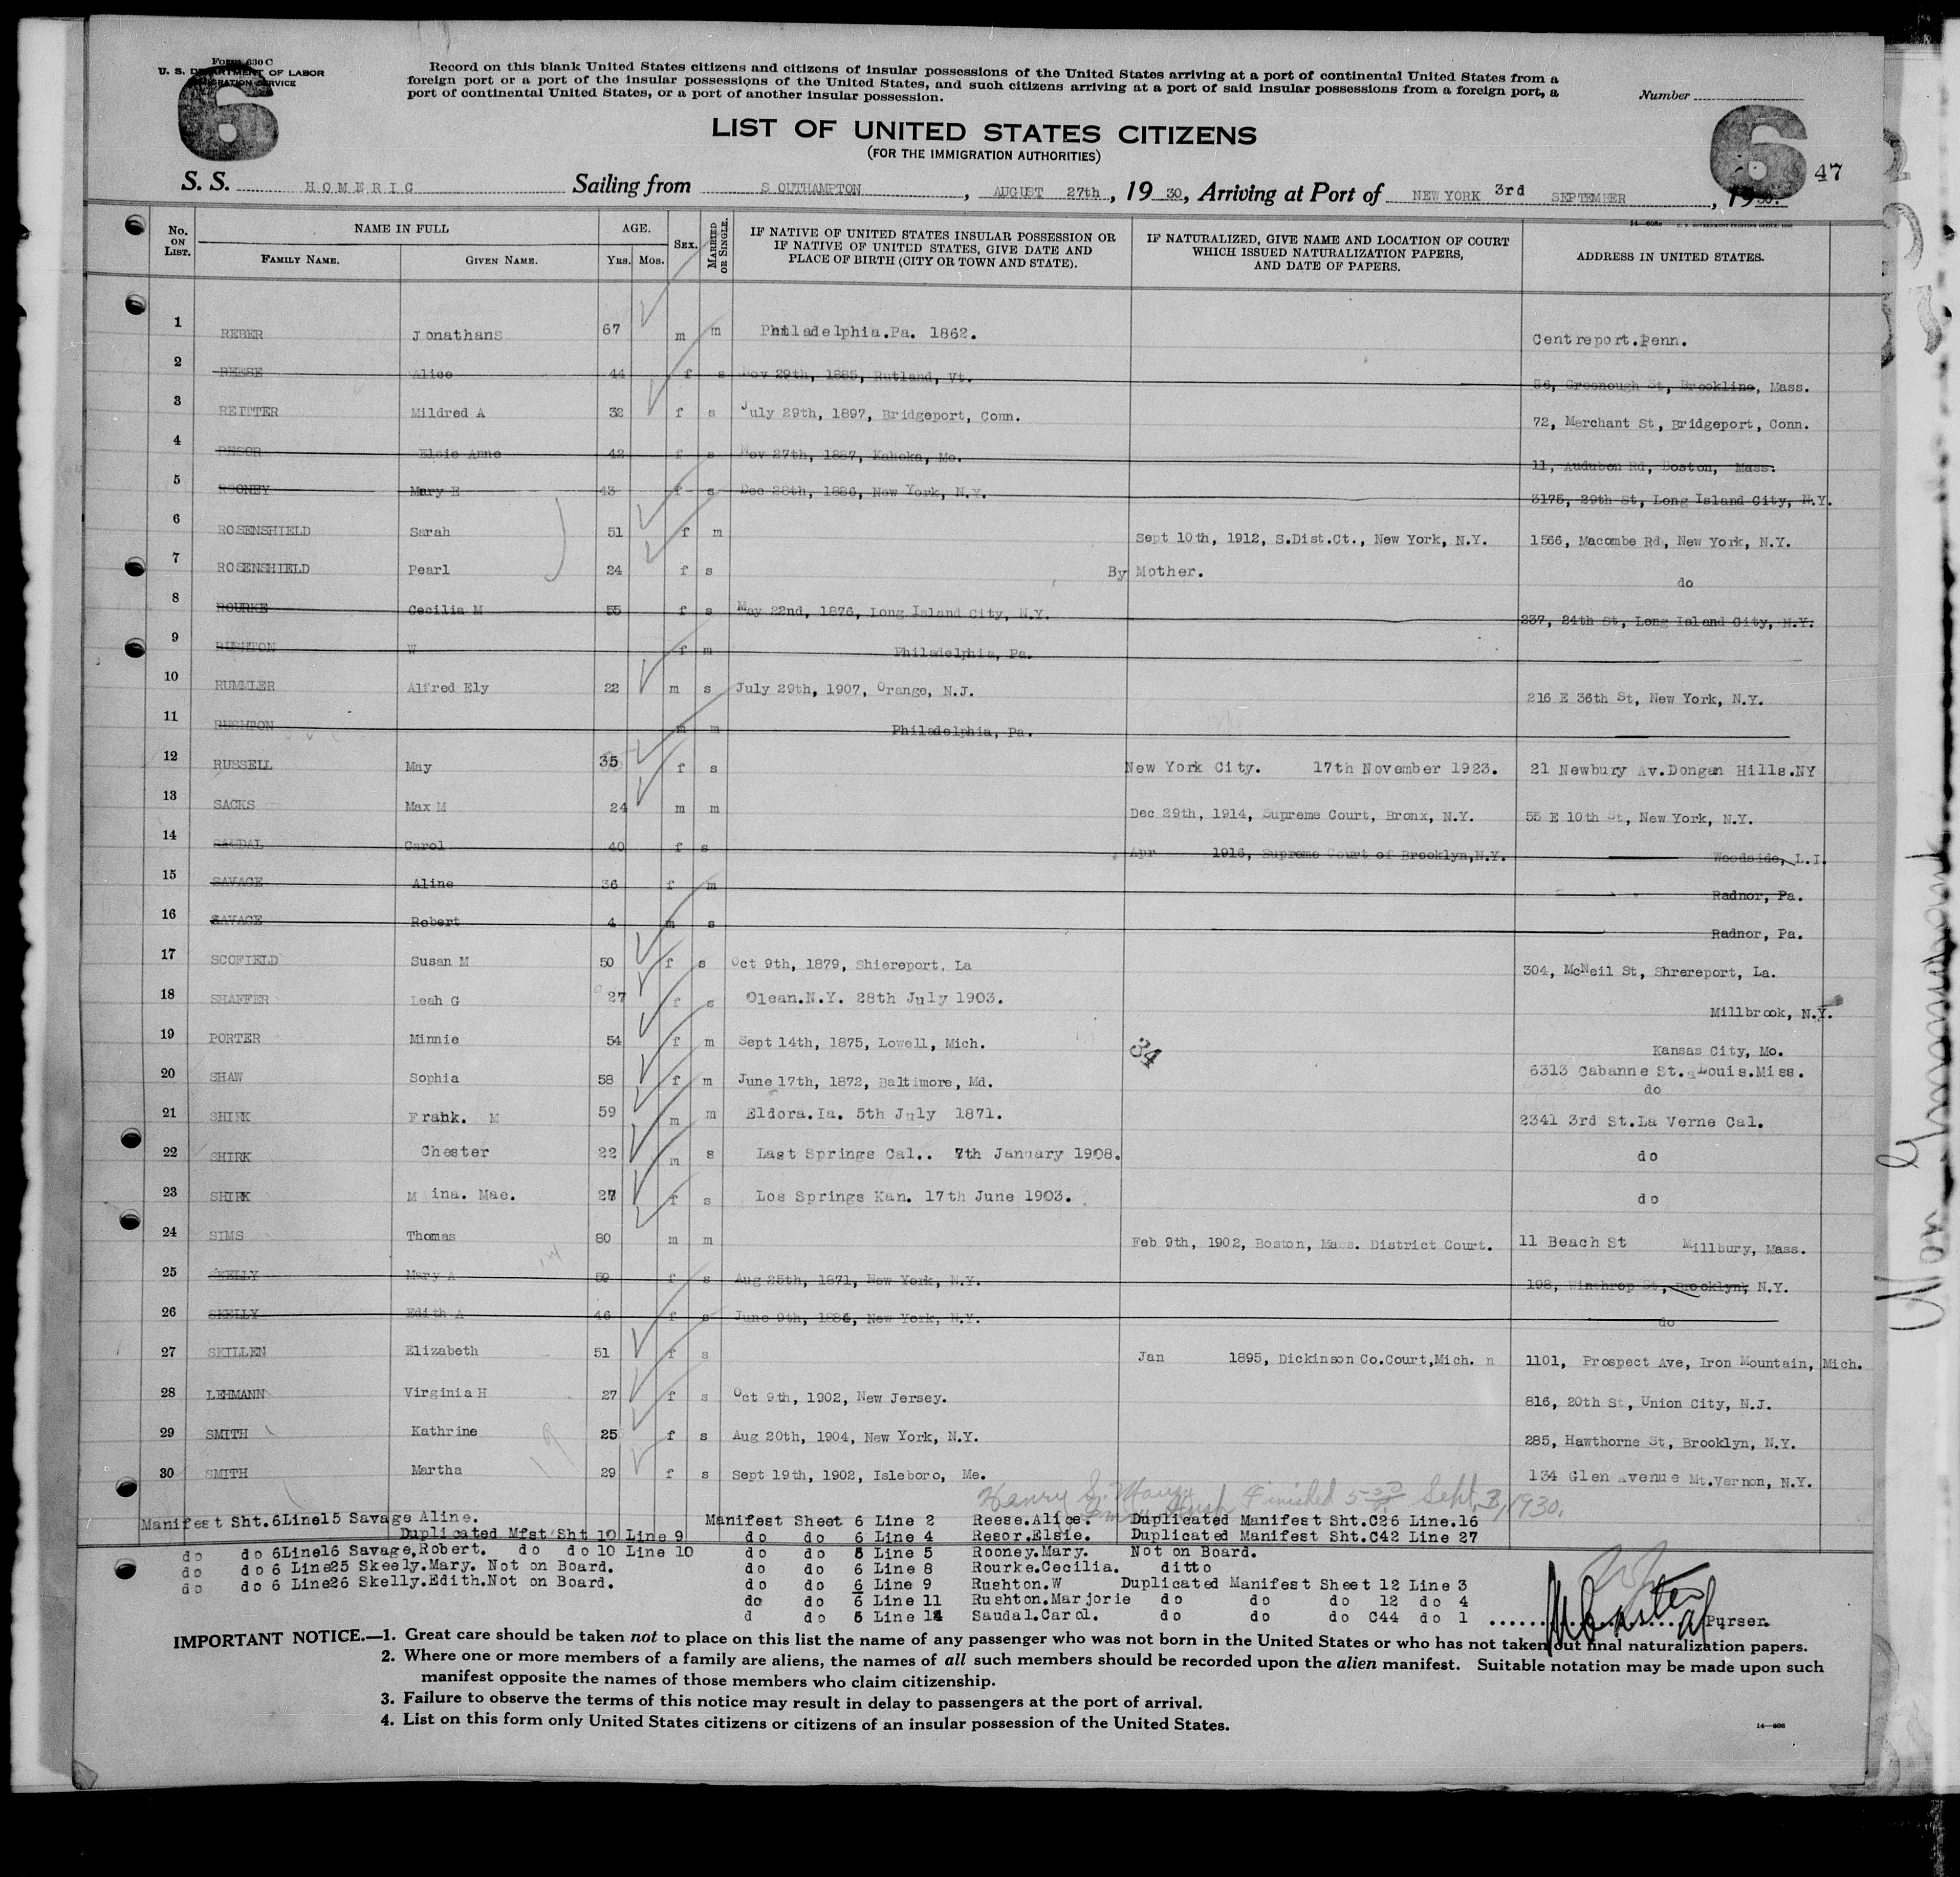 Form 630 C
U. S. DEPARTMENT OF LABOR
IMMIGRATION SERVICE
6
Record on this blank United States citizens and citizens of insular possessions of the United States arriving at a port of continental United States from a
foreign port or a port of the insular possessions of the United States, and such citizens arriving at a port of said insular possessions from a foreign port, a
port of continental United States, or a port of another insular possession.
Number
6
47
LIST OF UNITED STATES CITIZENS
(FOR THE IMMIGRATION AUTHORITIES)
S. S. HOMERIC Sailing from SOUTHAMPTON, AUGUST 27th, 1930, Arriving at Port of NEW YORK 3rd SEPTEMBER, 1930.
No. ON LIST. NAME IN FULL FAMILY NAME. GIVEN NAME. AGE. YRS. MOS. SEX. MARRIED OR SINGLE. IF NATIVE OF UNITED STATES INSULAR POSSESSION OR IF NATIVE OF UNITED STATES, GIVE DATE AND PLACE OF BIRTH (CITY OR TOWN AND STATE). IF NATURALIZED, GIVE NAME AND LOCATION OF COURT WHICH ISSUED NATURALIZATION PAPERS, AND DATE OF PAPERS. ADDRESS IN UNITED STATES.
1 REBER Jonathans 67 m m Philadelphia.Pa. 1862. Centreport.Penn.
2 REESE Alice 44 f s Nov 29th, 1885, Rutland, Vt. 56, Greenough St, Brookline, Mass.
3 REITTER Mildred A 32 f s July 29th, 1897, Bridgeport, Conn. 72, Merchant St, Bridgeport, Conn.
4 RESOR Elsie Anne 42 f s Nov 27th, 1887, Kahoka, Mo. 11, Audubon Rd, Boston, Mass.
5 ROONEY Mary E 43 f s Dec 28th, 1886, New York, N.Y. 3175, 29th St, Long Island City, N.Y.
6 ROSENSHIELD Sarah 51 f m Sept 10th, 1912, S.Dist.Ct., New York, N.Y. 1566, Macombe Rd, New York, N.Y.
7 ROSENSHIELD Pearl 24 f s By Mother. do
8 ROURKE Cecilia M 55 f s May 22nd, 1876, Long Island City, N.Y. 237, 24th St, Long Island City, N.Y.
9 RUSHTON W f m Philadelphia, Pa.
10 RUMMLER Alfred Ely 22 m s July 29th, 1907, Orange, N.J. 216 E 36th St, New York, N.Y.
11 RUSHTON m m Philadelphia, Pa.
12 RUSSELL May 35 f s New York City. 17th November 1923. 21 Newbury Av.Dongan Hills.NY
13 SACKS Max M 24 m m Dec 29th, 1914, Supreme Court, Bronx, N.Y. 55 E 10th St, New York, N.Y.
14 SAUDAL Carol 40 f s Apr 1916, Supreme Court of Brooklyn,N.Y. Woodside, L.I.
15 SAVAGE Aline 36 f m Radnor, Pa.
16 SAVAGE Robert 4 m s Radnor, Pa.
17 SCOFIELD Susan M 50 f s Oct 9th, 1879, Shiereport, La 304, McNeil St, Shrereport, La.
18 SHAFFER Leah G 27 f s Olean.N.Y. 28th July 1903. Millbrook, N.Y.
19 PORTER Minnie 54 f m Sept 14th, 1875, Lowell, Mich. 34 Kansas City, Mo.
20 SHAW Sophia 58 f m June 17th, 1872, Baltimore, Md. 6313 Cabanne St. Louis.Miss.
do
21 SHIRK Frank. M 59 m m Eldora.Ia. 5th July 1871. 2341 3rd St.La Verne Cal.
22 SHIRK Chester 22 m s Last Springs Cal.. 7th January 1908. do
23 SHIRK M ina. Mae. 27 f s Los Springs Kan. 17th June 1903. do
24 SIMS Thomas 80 m m Feb 9th, 1902, Boston, Mass. District Court. 11 Beach St Millbury, Mass.
25 SKELLY Mary A 59 f s Aug 25th, 1871, New York, N.Y. 198, Winthrop St, Brooklyn, N.Y.
26 SKELLY Edith A 46 f s June 9th, 1884, New York, N.Y. do
27 SKILLEN Elizabeth 51 f s Jan 1895, Dickinson Co.Court,Mich. n 1101, Prospect Ave, Iron Mountain, Mich.
28 LEHMANN Virginia H 27 f s Oct 9th, 1902, New Jersey. 816, 20th St, Union City, N.J.
29 SMITH Kathrine 25 f s Aug 20th, 1904, New York, N.Y. 285, Hawthorne St, Brooklyn, N.Y.
30 SMITH Martha 29 f s Sept 19th, 1902, Isleboro, Me. 134 Glen Avenue Mt.Vernon, N.Y.
Henry Finished 5 Sept. 3, 1930.
Manifest Sht.6Line15 Savage Aline. Manifest Sheet 6 Line 2 Reese.Alice. Duplicated Manifest Sht.C26 Line.16
Duplicated Mfst Sht 10 Line 9 do do 6 Line 4 Resor.Elsie. Duplicated Manifest Sht.C42 Line 27
do do 6Line16 Savage,Robert. do do 10 Line 10 do do 6 Line 5 Rooney.Mary. Not on Board.
do do 6 Line25 Skeely.Mary. Not on Board. do do 6 Line 8 Rourke.Cecilia. ditto
do do 6 Line26 Skelly.Edith.Not on Board. do do 6 Line 9 Rushton.W Duplicated Manifest Sheet 12 Line 3
do do 6 Line 11 Rushton.Marjorie do do do 12 do 4
d do 6 Line 14 Saudal.Carol. do do do C44 do 1
Purser.
IMPORTANT NOTICE.—1. Great care should be taken not to place on this list the name of any passenger who was not born in the United States or who has not taken out final naturalization papers.
2. Where one or more members of a family are aliens, the names of all such members should be recorded upon the alien manifest. Suitable notation may be made upon such
manifest opposite the names of those members who claim citizenship.
3. Failure to observe the terms of this notice may result in delay to passengers at the port of arrival.
4. List on this form only United States citizens or citizens of an insular possession of the United States.
14—608